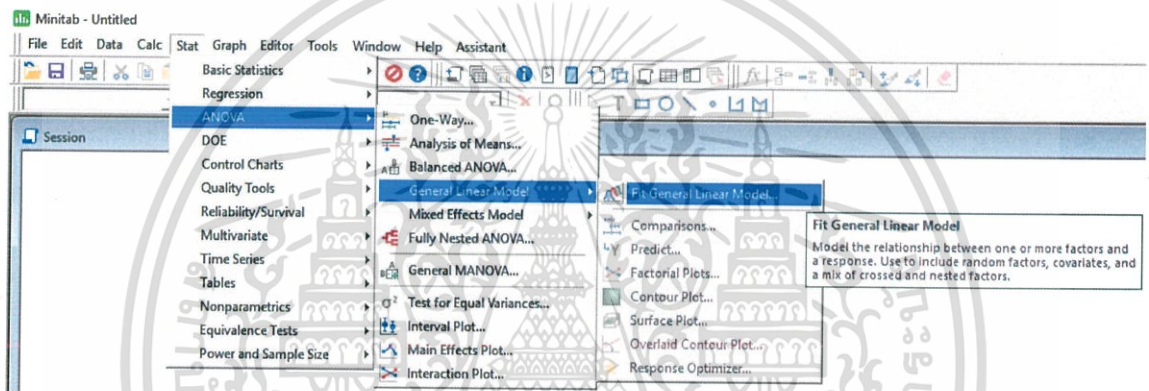 Minitab - Untitled
File Edit Data Calc Stat Graph Editor Tools Window Help Assistant
Session
Basic Statistics
Regression
ANOVA
DOE
Control Charts
Quality Tools
Reliability/Survival
Multivariate
Time Series
Tables
Nonparametrics
Equivalence Tests
Power and Sample Size
One-Way...
Analysis of Means...
Balanced ANOVA...
General Linear Model
Mixed Effects Model
Fully Nested ANOVA...
General MANOVA...
Test for Equal Variances...
Interval Plot...
Main Effects Plot...
Interaction Plot...
Fit General Linear Model...
Comparisons...
Predict...
Factorial Plots...
Contour Plot...
Surface Plot...
Overlaid Contour Plot...
Response Optimizer...
Fit General Linear Model
Model the relationship between one or more factors and
a response. Use to include random factors, covariates, and
a mix of crossed and nested factors.